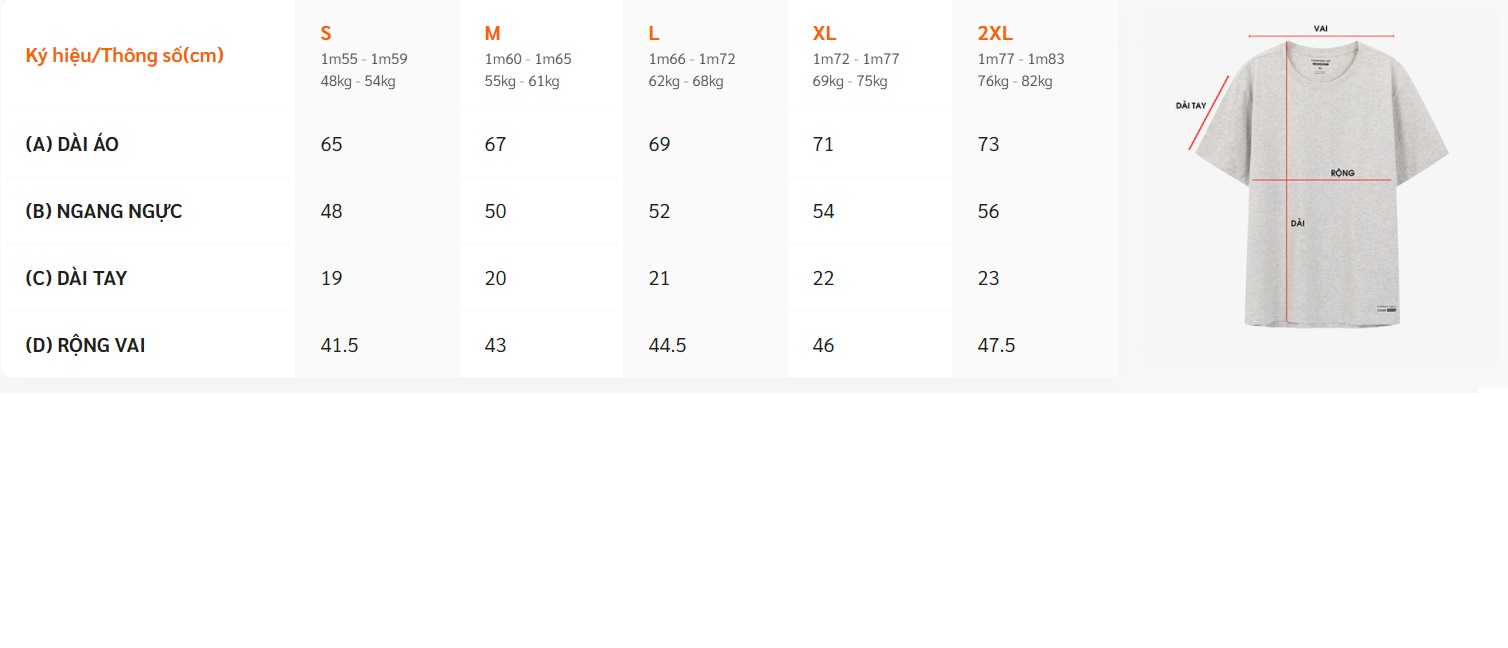 Ký hiệu/Thông số(cm)
S
1m55 - 1m59
48kg - 54kg
M
1m60 - 1m65
55kg - 61kg
L
1m66 - 1m72
62kg - 68kg
XL
1m72 - 1m77
69kg - 75kg
2XL
1m77 - 1m83
76kg - 82kg
(A) DÀI ÁO 65 67 69 71 73
(B) NGANG NGỰC 48 50 52 54 56
(C) DÀI TAY 19 20 21 22 23
(D) RỘNG VAI 41.5 43 44.5 46 47.5
VAI
DÀI TAY
RỘNG
DÀI